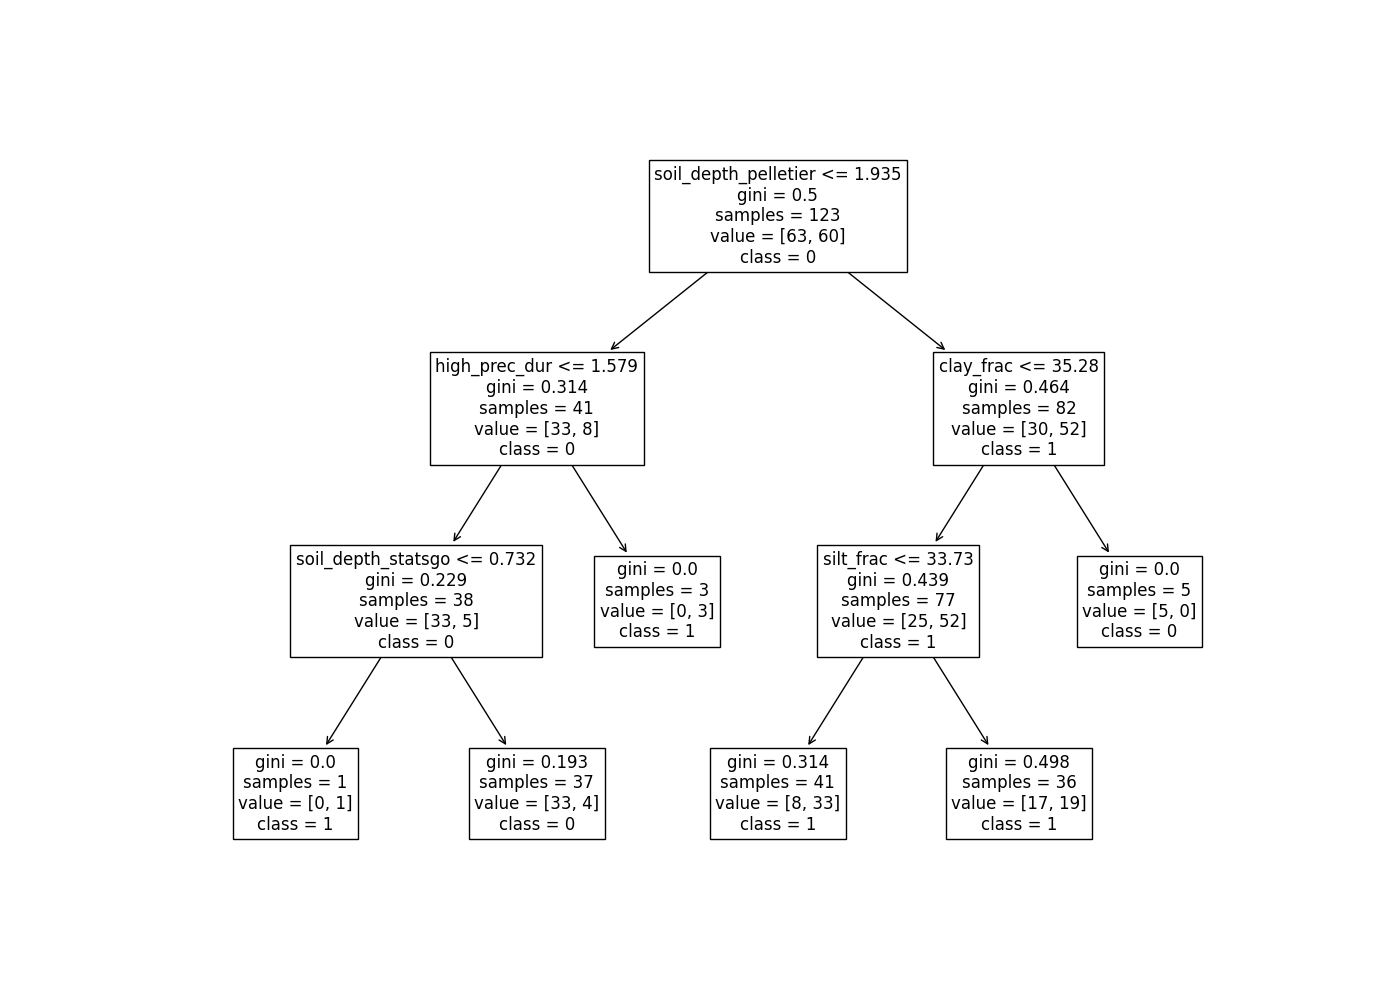 soil_depth_pelletier <= 1.935
gini = 0.5
samples = 123
value = [63, 60]
class = 0
high_prec_dur <= 1.579
gini = 0.314
samples = 41
value = [33, 8]
class = 0
clay_frac <= 35.28
gini = 0.464
samples = 82
value = [30, 52]
class = 1
soil_depth_statsgo <= 0.732
gini = 0.229
samples = 38
value = [33, 5]
class = 0
gini = 0.0
samples = 3
value = [0, 3]
class = 1
silt_frac <= 33.73
gini = 0.439
samples = 77
value = [25, 52]
class = 1
gini = 0.0
samples = 5
value = [5, 0]
class = 0
gini = 0.0
samples = 1
value = [0, 1]
class = 1
gini = 0.193
samples = 37
value = [33, 4]
class = 0
gini = 0.314
samples = 41
value = [8, 33]
class = 1
gini = 0.498
samples = 36
value = [17, 19]
class = 1